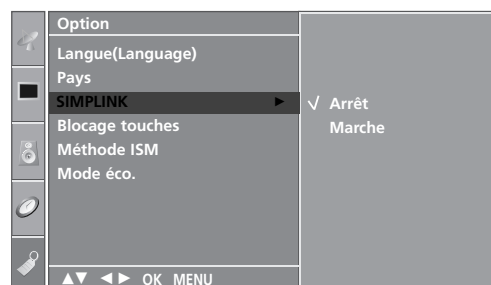 Option
Langue(Language)
Pays
SIMPLINK ►
Blocage touches
Méthode ISM
Mode éco.
√ Arrêt
Marche
▲▼ ◄► OK MENU